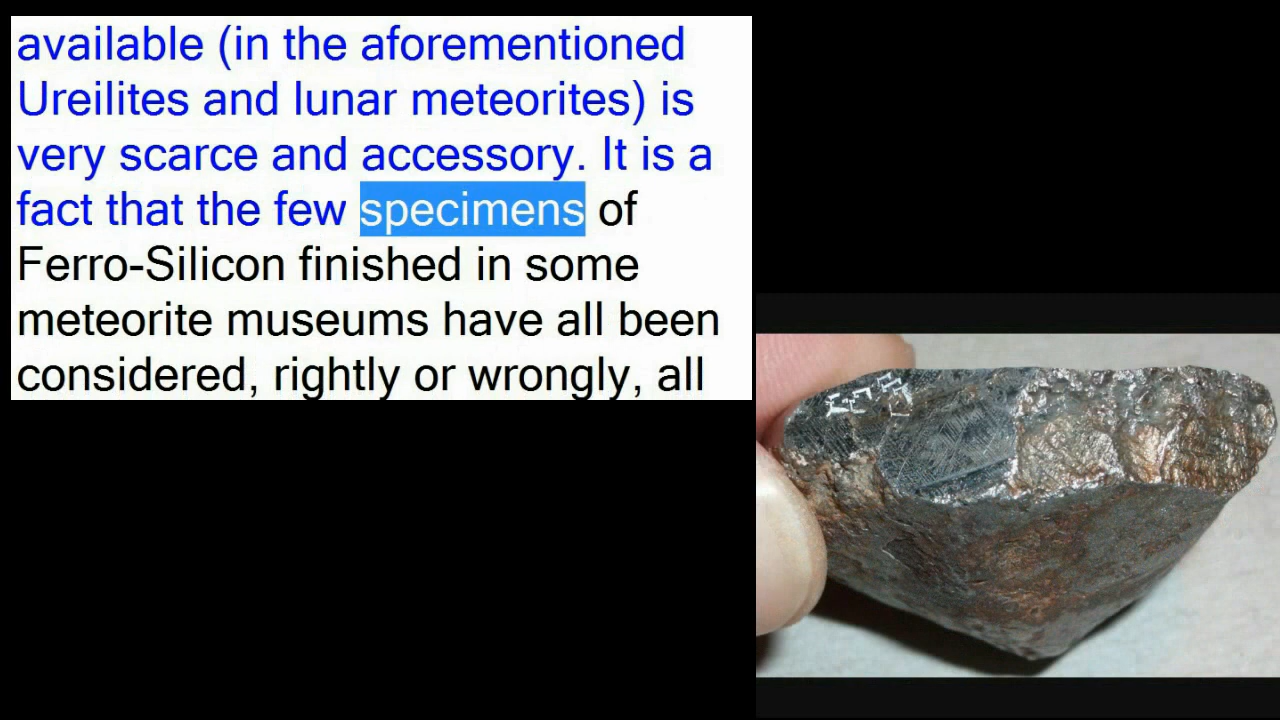 available (in the aforementioned
Ureilites and lunar meteorites) is
very scarce and accessory. It is a
fact that the few specimens of
Ferro-Silicon finished in some
meteorite museums have all been
considered, rightly or wrongly, all